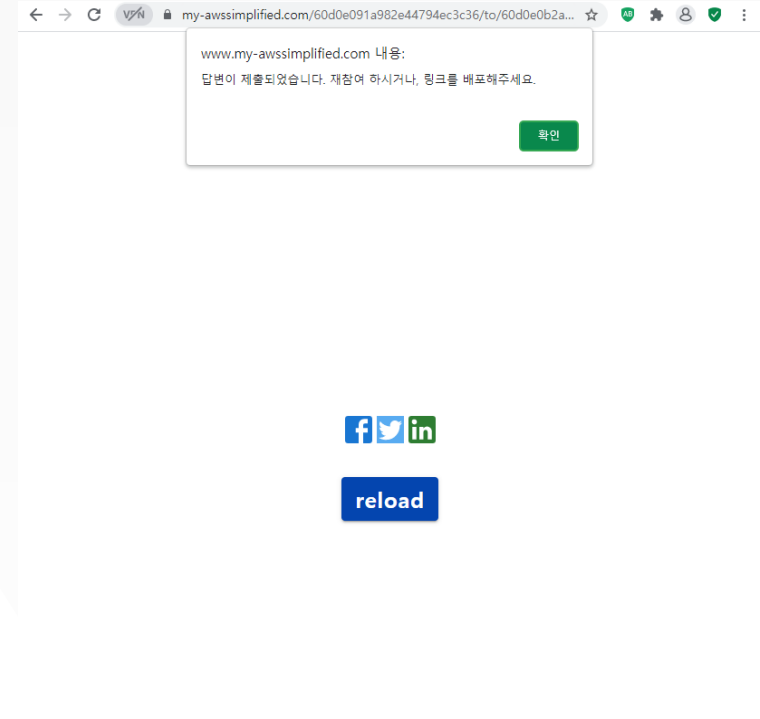 VPN
my-awssimplified.com/60d0e091a982e44794ec3c36/to/60d0e0b2a...
www.my-awssimplified.com 내용:
답변이 제출되었습니다. 재참여 하시거나, 링크를 배포해주세요.
확인
f
in
reload